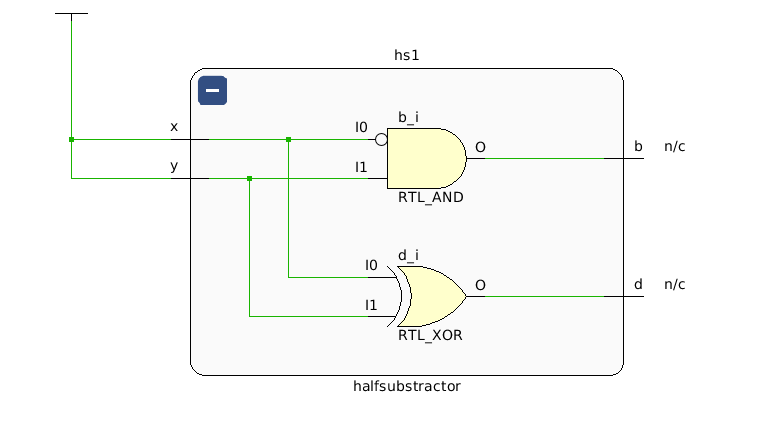 hs1
x
y
I0
b_i
I1
O
RTL_AND
b
n/c
I0
d_i
I1
O
RTL_XOR
d
n/c
halfsubstractor